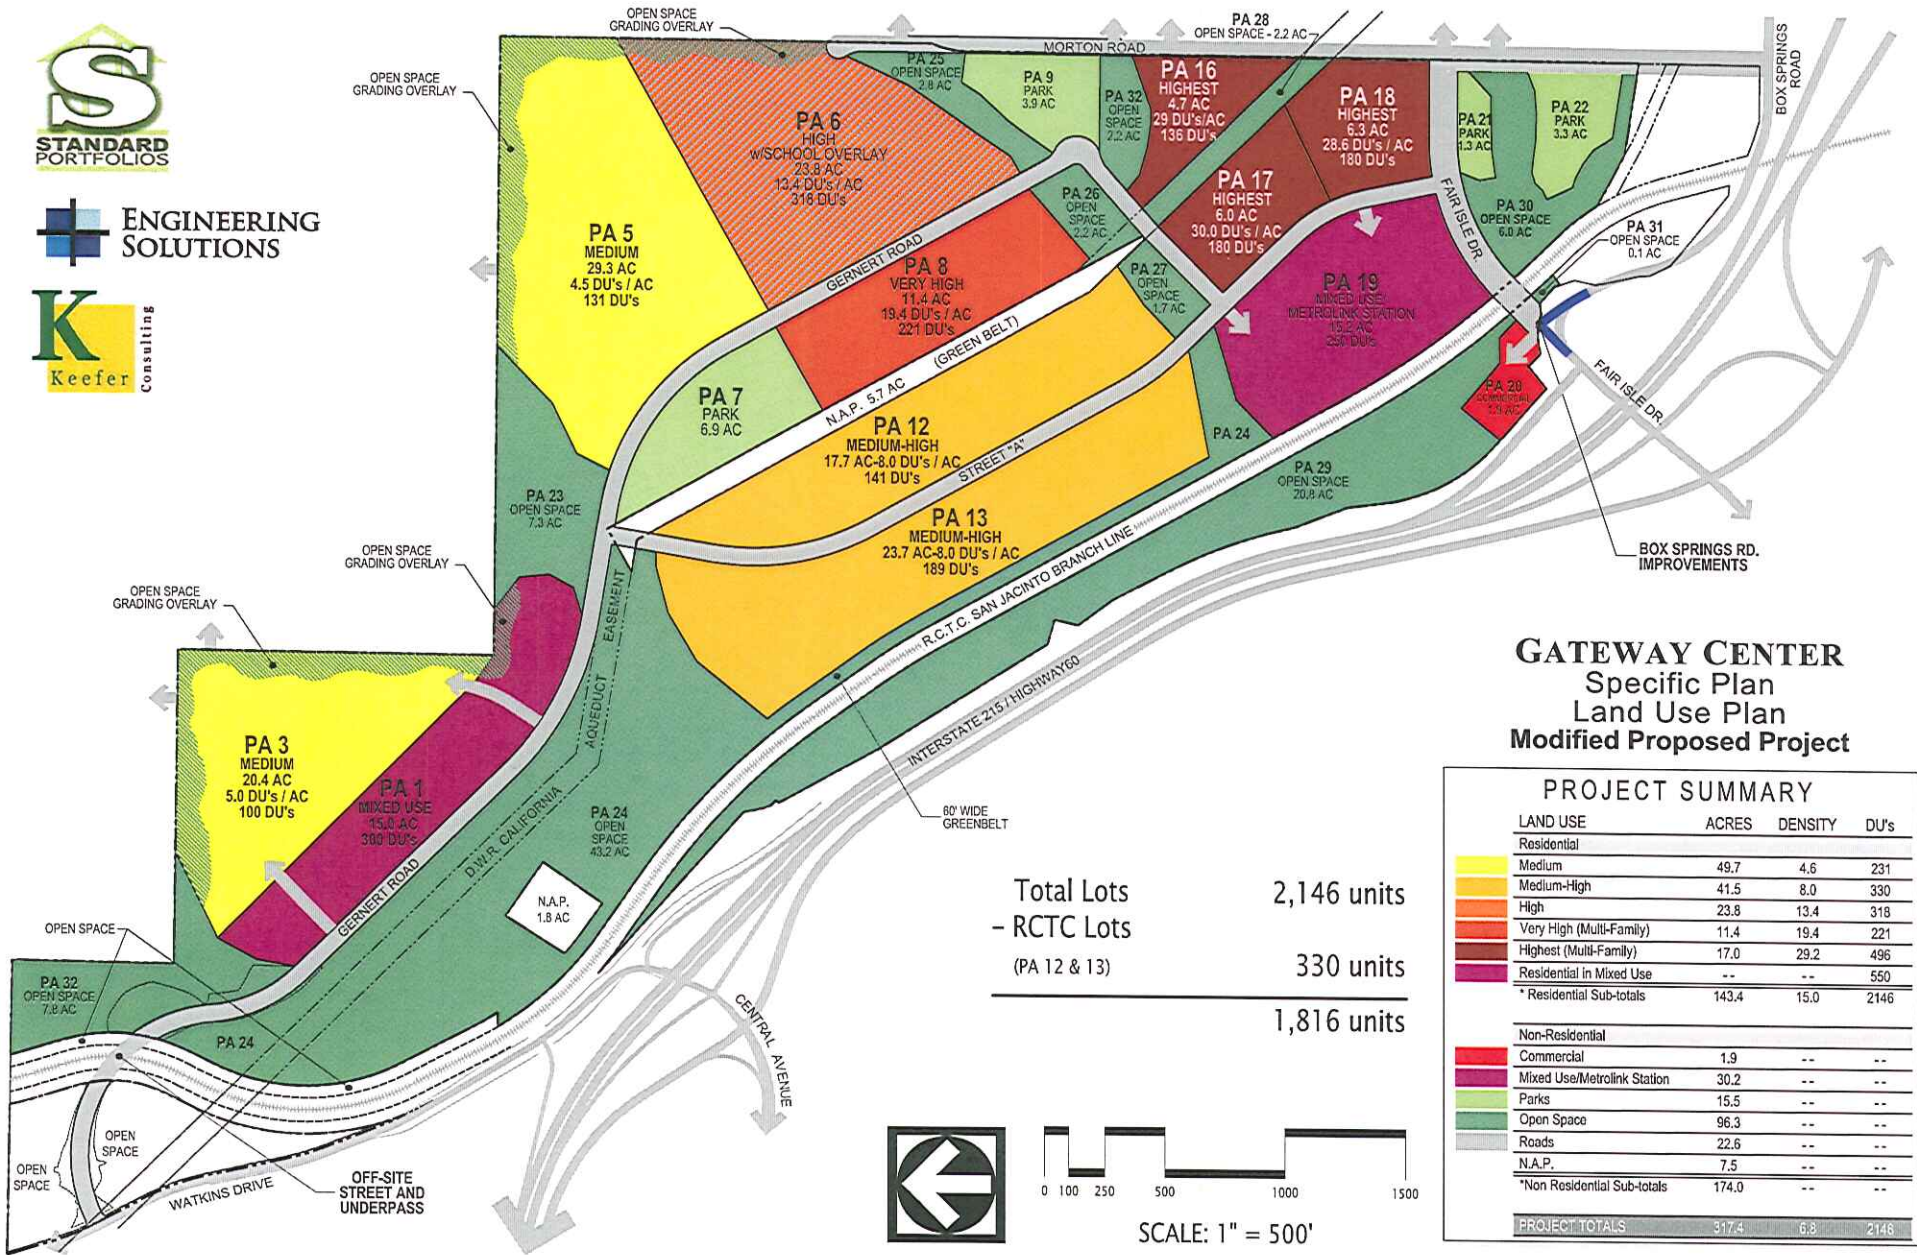 S
STANDARD
PORTFOLIOS
ENGINEERING
SOLUTIONS
K
Keefer
Consulting
OPEN SPACE
GRADING OVERLAY
OPEN SPACE
GRADING OVERLAY
PA 28
OPEN SPACE - 2.2 AC
MORTON ROAD
BOX SPRINGS
ROAD
PA 25
OPEN SPACE
2.8 AC
PA 9
PARK
3.9 AC
PA 32
OPEN
SPACE
2.2 AC
PA 16
HIGHEST
4.7 AC
29 DU's/AC
136 DU's
PA 18
HIGHEST
6.3 AC
28.6 DU's / AC
180 DU's
PA 21
PARK
1.3 AC
PA 22
PARK
3.3 AC
PA 6
HIGH
w/SCHOOL OVERLAY
23.8 AC
13.4 DU's / AC
318 DU's
PA 5
MEDIUM
29.3 AC
4.5 DU's / AC
131 DU's
PA 26
OPEN
SPACE
2.2 AC
PA 17
HIGHEST
6.0 AC
30.0 DU's / AC
180 DU's
FAIR ISLE DR.
PA 30
OPEN SPACE
6.0 AC
PA 31
OPEN SPACE
0.1 AC
GERNERT ROAD
PA 8
VERY HIGH
11.4 AC
19.4 DU's / AC
221 DU's
PA 27
OPEN
SPACE
1.7 AC
PA 19
MIXED USE/
METROLINK STATION
15.2 AC
250 DU's
N.A.P. 5.7 AC (GREEN BELT)
PA 7
PARK
6.9 AC
PA 20
COMMERCIAL
1.9 AC
FAIR ISLE DR.
PA 12
MEDIUM-HIGH
17.7 AC-8.0 DU's / AC
141 DU's
STREET "A"
PA 24
PA 29
OPEN SPACE
20.8 AC
PA 23
OPEN SPACE
7.3 AC
PA 13
MEDIUM-HIGH
23.7 AC-8.0 DU's / AC
189 DU's
BOX SPRINGS RD.
IMPROVEMENTS
OPEN SPACE
GRADING OVERLAY
OPEN SPACE
GRADING OVERLAY
R.C.T.C. SAN JACINTO BRANCH LINE
INTERSTATE 215 / HIGHWAY60
D.W.R. CALIFORNIA AQUEDUCT EASEMENT
PA 3
MEDIUM
20.4 AC
5.0 DU's / AC
100 DU's
PA 1
MIXED USE
15.0 AC
300 DU's
GERNERT ROAD
PA 24
OPEN
SPACE
43.2 AC
60' WIDE
GREENBELT
N.A.P.
1.8 AC
OPEN SPACE
PA 32
OPEN SPACE
7.8 AC
PA 24
CENTRAL AVENUE
OPEN
SPACE
OPEN
SPACE
WATKINS DRIVE
OFF-SITE
STREET AND
UNDERPASS
Total Lots 2,146 units
– RCTC Lots
(PA 12 & 13) 330 units
1,816 units
0 100 250 500 1000 1500
SCALE: 1" = 500'
GATEWAY CENTER
Specific Plan
Land Use Plan
Modified Proposed Project
PROJECT SUMMARY
LAND USE ACRES DENSITY DU's
Residential
Medium 49.7 4.6 231
Medium-High 41.5 8.0 330
High 23.8 13.4 318
Very High (Multi-Family) 11.4 19.4 221
Highest (Multi-Family) 17.0 29.2 496
Residential in Mixed Use -- -- 550
* Residential Sub-totals 143.4 15.0 2146
Non-Residential
Commercial 1.9 -- --
Mixed Use/Metrolink Station 30.2 -- --
Parks 15.5 -- --
Open Space 96.3 -- --
Roads 22.6 -- --
N.A.P. 7.5 -- --
*Non Residential Sub-totals 174.0 -- --
PROJECT TOTALS 317.4 6.8 2146